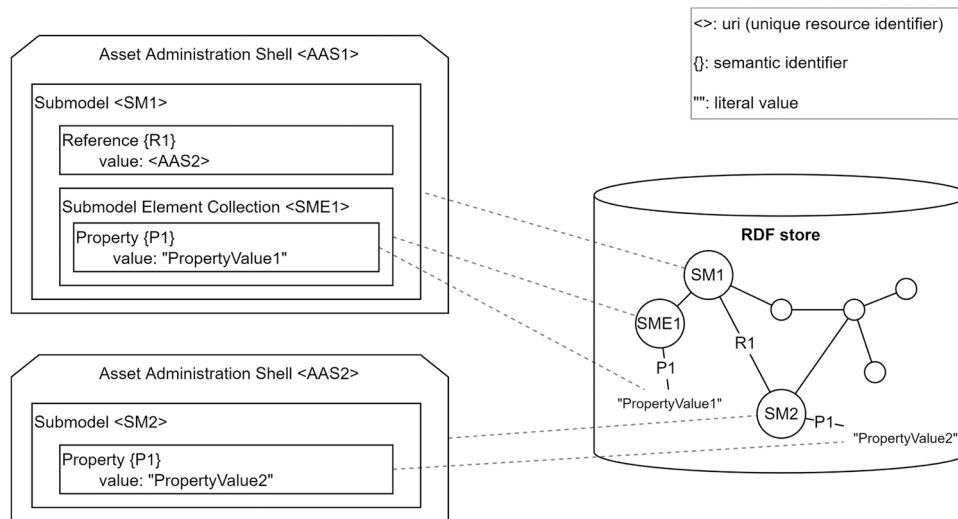 <>: uri (unique resource identifier)
{}: semantic identifier
"": literal value
Asset Administration Shell <AAS1>
Submodel <SM1>
Reference {R1}
value: <AAS2>
Submodel Element Collection <SME1>
Property {P1}
value: "PropertyValue1"
Asset Administration Shell <AAS2>
Submodel <SM2>
Property {P1}
value: "PropertyValue2"
RDF store
SM1
SME1
R1
P1
"PropertyValue1"
SM2
P1
"PropertyValue2"